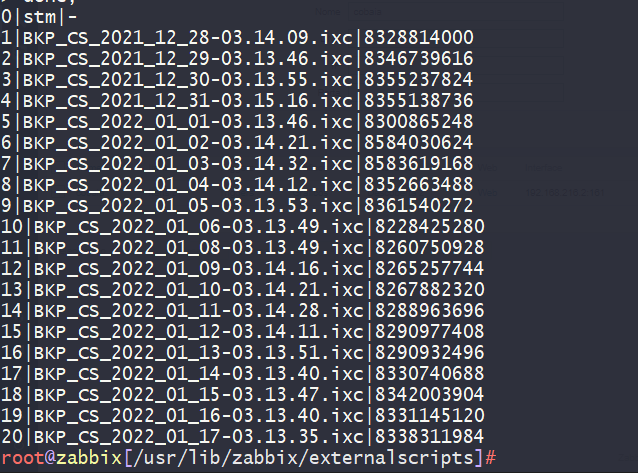 > done;
0|stm|-
1|BKP_CS_2021_12_28-03.14.09.ixc|8328814000
2|BKP_CS_2021_12_29-03.13.46.ixc|8346739616
3|BKP_CS_2021_12_30-03.13.55.ixc|8355237824
4|BKP_CS_2021_12_31-03.15.16.ixc|8355138736
5|BKP_CS_2022_01_01-03.13.46.ixc|8300865248
6|BKP_CS_2022_01_02-03.14.21.ixc|8584030624
7|BKP_CS_2022_01_03-03.14.32.ixc|8583619168
8|BKP_CS_2022_01_04-03.14.12.ixc|8352663488
9|BKP_CS_2022_01_05-03.13.53.ixc|8361540272
10|BKP_CS_2022_01_06-03.13.49.ixc|8228425280
11|BKP_CS_2022_01_08-03.13.49.ixc|8260750928
12|BKP_CS_2022_01_09-03.14.16.ixc|8265257744
13|BKP_CS_2022_01_10-03.14.21.ixc|8267882320
14|BKP_CS_2022_01_11-03.14.28.ixc|8288963696
15|BKP_CS_2022_01_12-03.14.11.ixc|8290977408
16|BKP_CS_2022_01_13-03.13.51.ixc|8290932496
17|BKP_CS_2022_01_14-03.13.40.ixc|8330740688
18|BKP_CS_2022_01_15-03.13.47.ixc|8342003904
19|BKP_CS_2022_01_16-03.13.40.ixc|8331145120
20|BKP_CS_2022_01_17-03.13.35.ixc|8338311984
root@zabbix[/usr/lib/zabbix/externalscripts]#